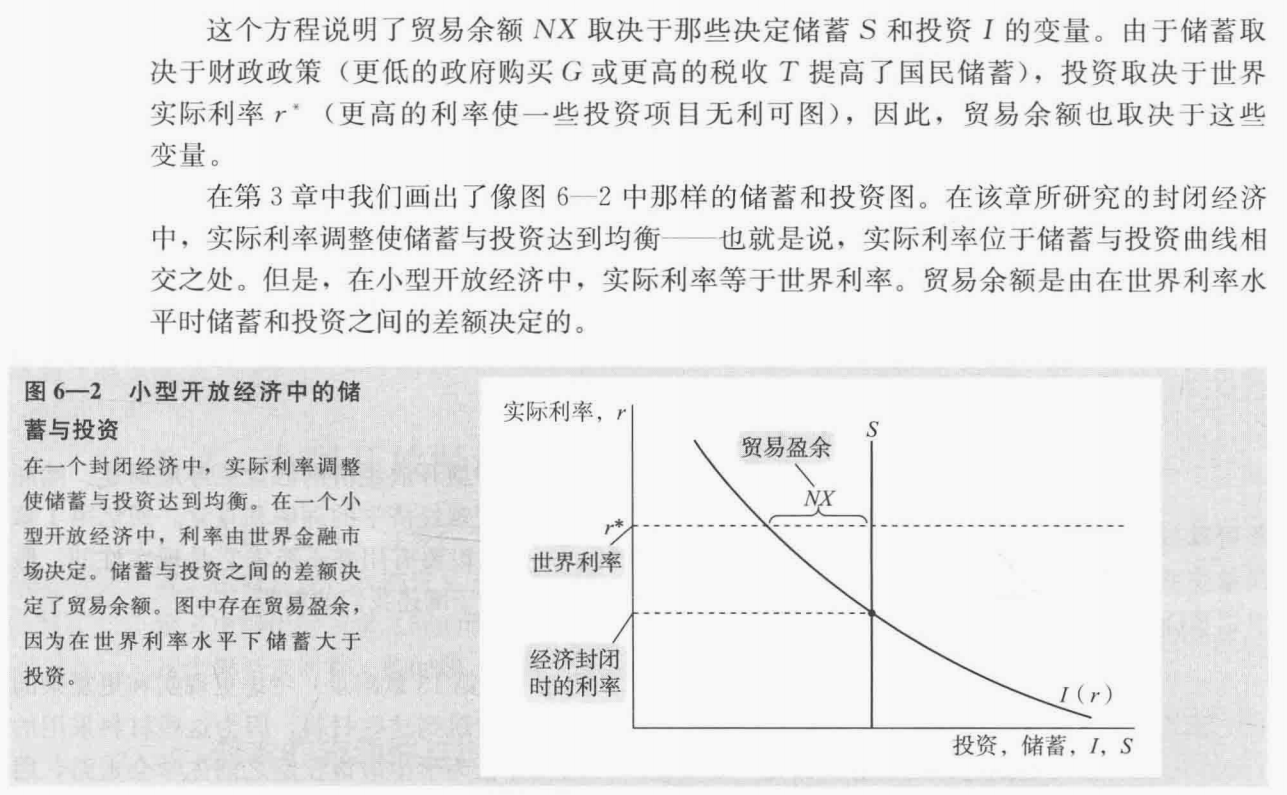 这个方程说明了贸易余额 NX 取决于那些决定储蓄 S 和投资 I 的变量。由于储蓄取
决于财政政策（更低的政府购买 G 或更高的税收 T 提高了国民储蓄），投资取决于世界
实际利率 r*（更高的利率使一些投资项目无利可图），因此，贸易余额也取决于这些
变量。
在第 3 章中我们画出了像图 6—2 中那样的储蓄和投资图。在该章所研究的封闭经济
中，实际利率调整使储蓄与投资达到均衡——也就是说，实际利率位于储蓄与投资曲线相
交之处。但是，在小型开放经济中，实际利率等于世界利率。贸易余额是由在世界利率水
平时储蓄和投资之间的差额决定的。
图 6—2 小型开放经济中的储
蓄与投资
在一个封闭经济中，实际利率调整
使储蓄与投资达到均衡。在一个小
型开放经济中，利率由世界金融市
场决定。储蓄与投资之间的差额决
定了贸易余额。图中存在贸易盈余，
因为在世界利率水平下储蓄大于
投资。
实际利率，r
S
贸易盈余
NX
r*
世界利率
经济封闭
时的利率
I（r）
投资，储蓄，I，S